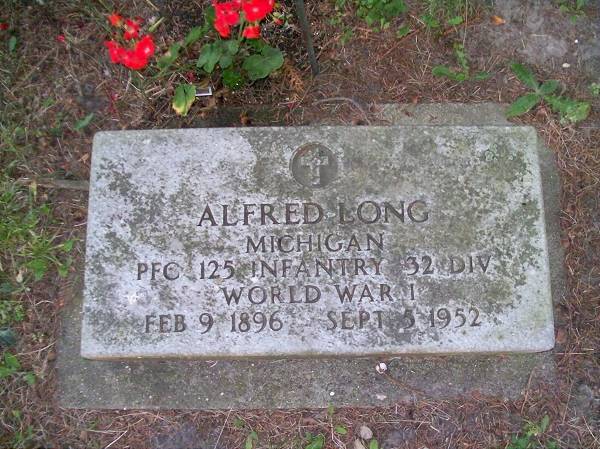 ALFRED LONG
MICHIGAN
PFC 125 INFANTRY 32 DIV
WORLD WAR I
FEB 9 1896 SEPT 5 1952